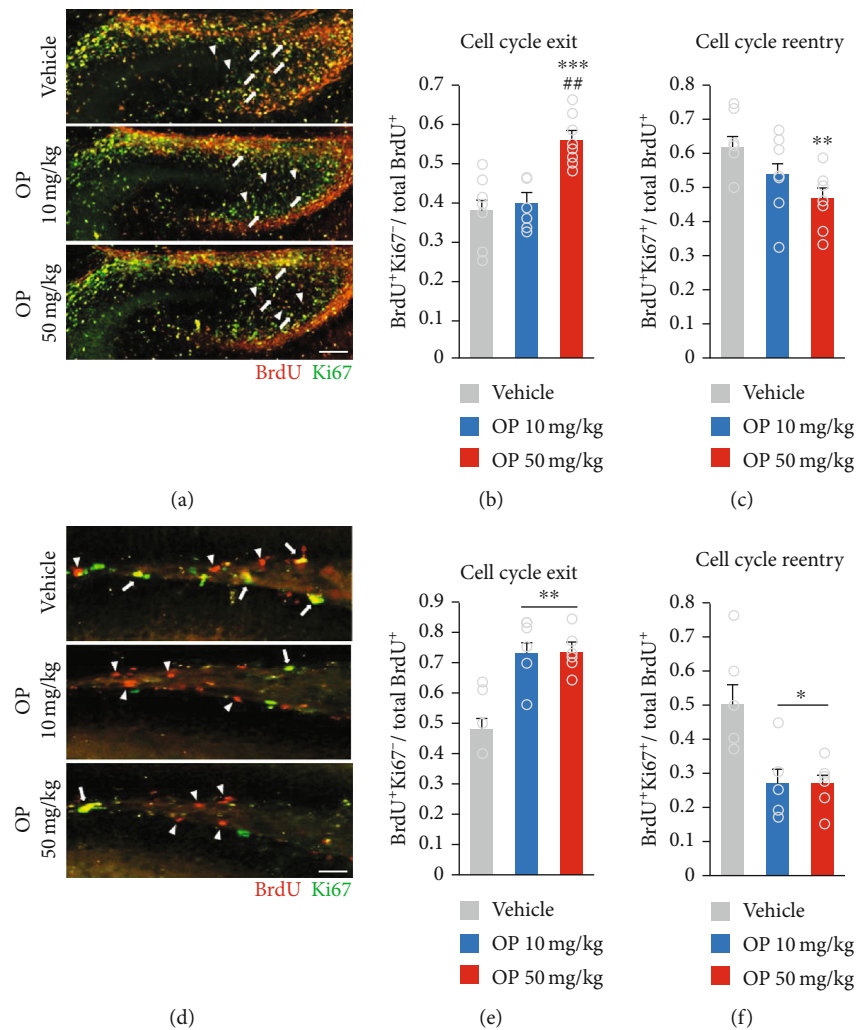 Vehicle
OP
10 mg/kg
OP
50 mg/kg
BrdU Ki67
(a)
Cell cycle exit
BrdU⁺Ki67⁻/ total BrdU⁺
0.7
0.6
0.5
0.4
0.3
0.2
0.1
0
***
##
Vehicle
OP 10 mg/kg
OP 50 mg/kg
(b)
Cell cycle reentry
BrdU⁺Ki67⁺/ total BrdU⁺
0.8
0.7
0.6
0.5
0.4
0.3
0.2
0.1
0
**
Vehicle
OP 10 mg/kg
OP 50 mg/kg
(c)
Vehicle
OP
10 mg/kg
OP
50 mg/kg
BrdU Ki67
(d)
Cell cycle exit
BrdU⁺Ki67⁻/ total BrdU⁺
0.9
0.8
0.7
0.6
0.5
0.4
0.3
0.2
0.1
0
**
Vehicle
OP 10 mg/kg
OP 50 mg/kg
(e)
Cell cycle reentry
BrdU⁺Ki67⁺/ total BrdU⁺
0.9
0.8
0.7
0.6
0.5
0.4
0.3
0.2
0.1
0
*
Vehicle
OP 10 mg/kg
OP 50 mg/kg
(f)